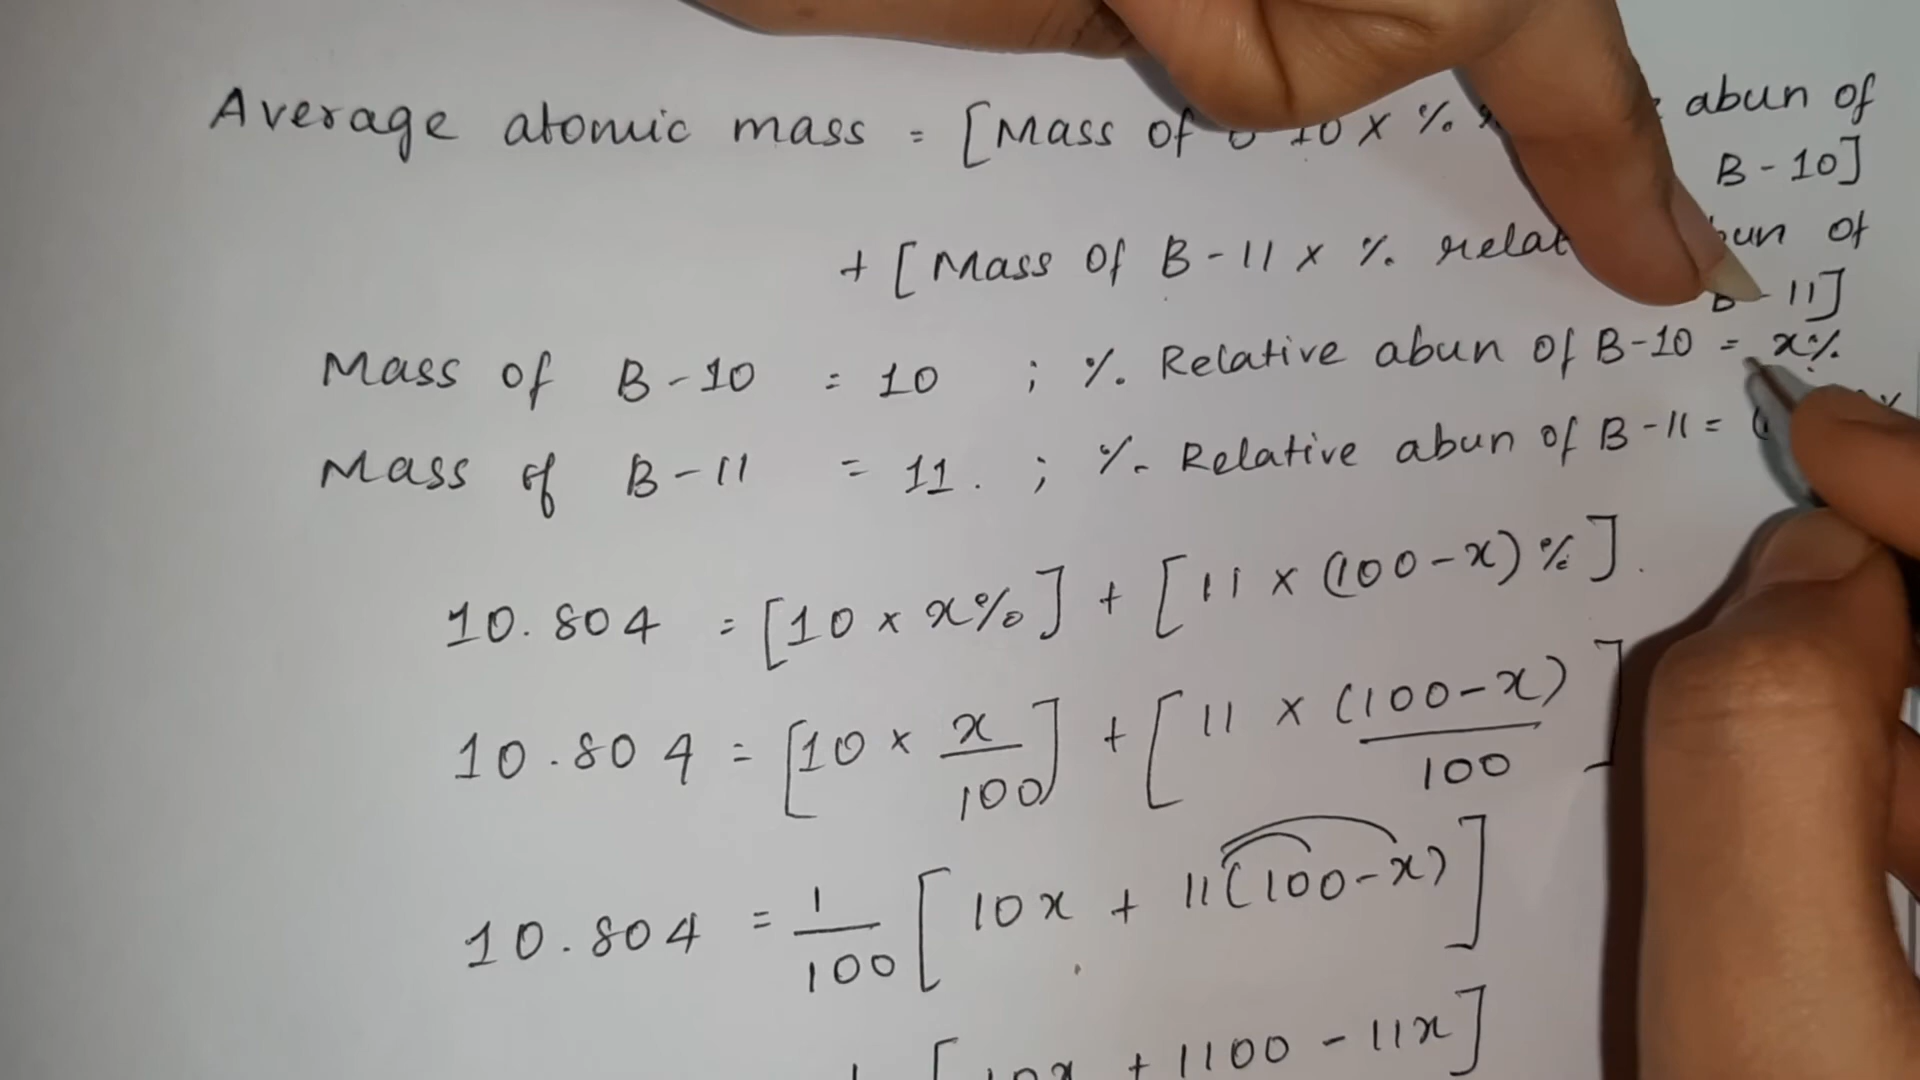 Average atomic mass = [Mass of 10 x % abun of
B-10]
+ [Mass of B-11 x % of
B-11]
Mass of B-10 = 10 ; % Relative abun of B-10 = x%
Mass of B-11 = 11. ; % Relative abun of B-11 =
10.804 = [10 x x%] + [11 x (100-x)%].
10.804 = [10 x x/100] + [11 x (100-x)/100]
10.804 = 1/100 [10x + 11(100-x)]
[10x + 1100 - 11x]